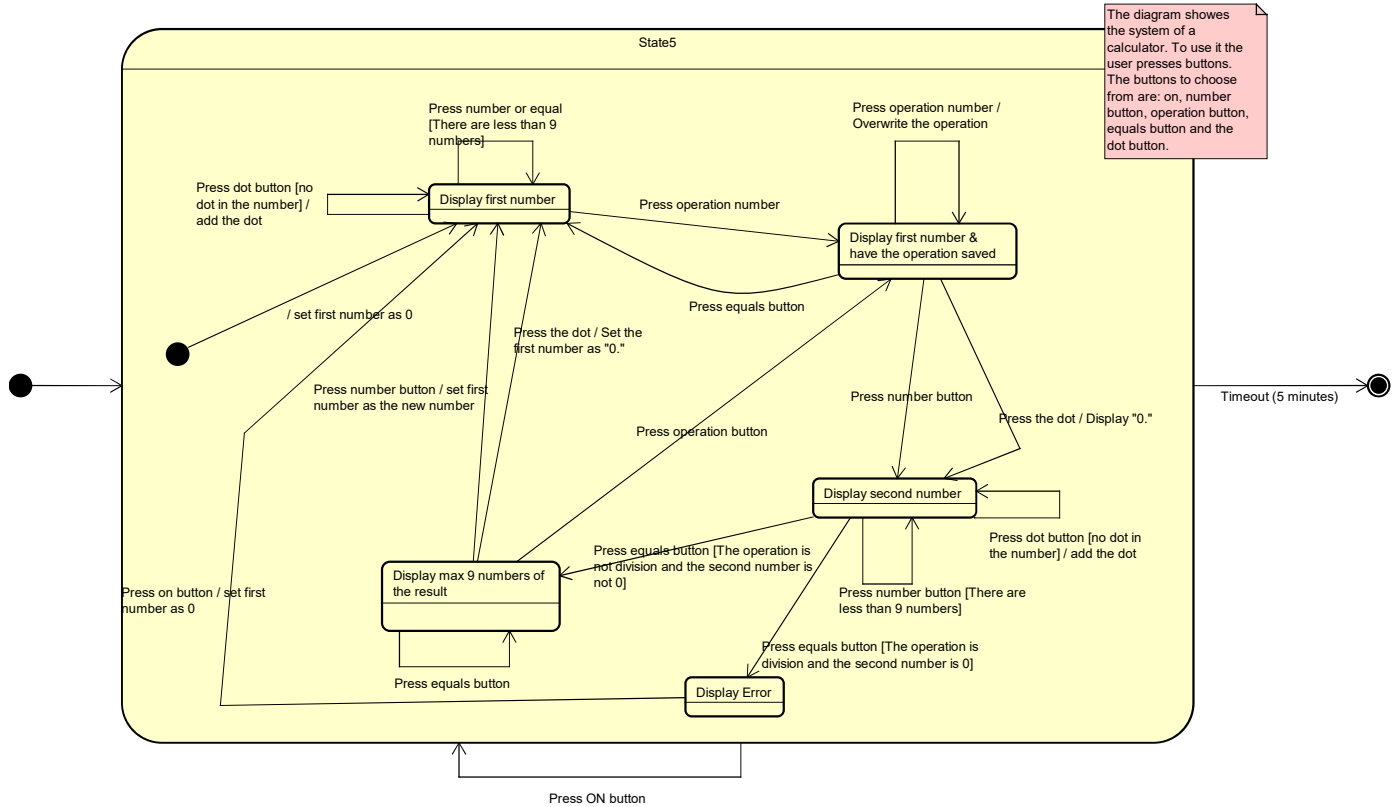 State5
The diagram showes
the system of a
calculator. To use it the
user presses buttons.
The buttons to choose
from are: on, number
button, operation button,
equals button and the
dot button.
Press number or equal
[There are less than 9
numbers]
Press operation number /
Overwrite the operation
Press dot button [no
dot in the number] /
add the dot
Display first number
Press operation number
Display first number &
have the operation saved
Press equals button
/ set first number as 0
Press the dot / Set the
first number as "0."
Press number button / set first
number as the new number
Press number button
Timeout (5 minutes)
Press the dot / Display "0."
Press operation button
Display second number
Press dot button [no dot in
the number] / add the dot
Press equals button [The operation is
not division and the second number is
not 0]
Display max 9 numbers of
the result
Press number button [There are
less than 9 numbers]
Press on button / set first
number as 0
Press equals button [The operation is
division and the second number is 0]
Press equals button
Display Error
Press ON button